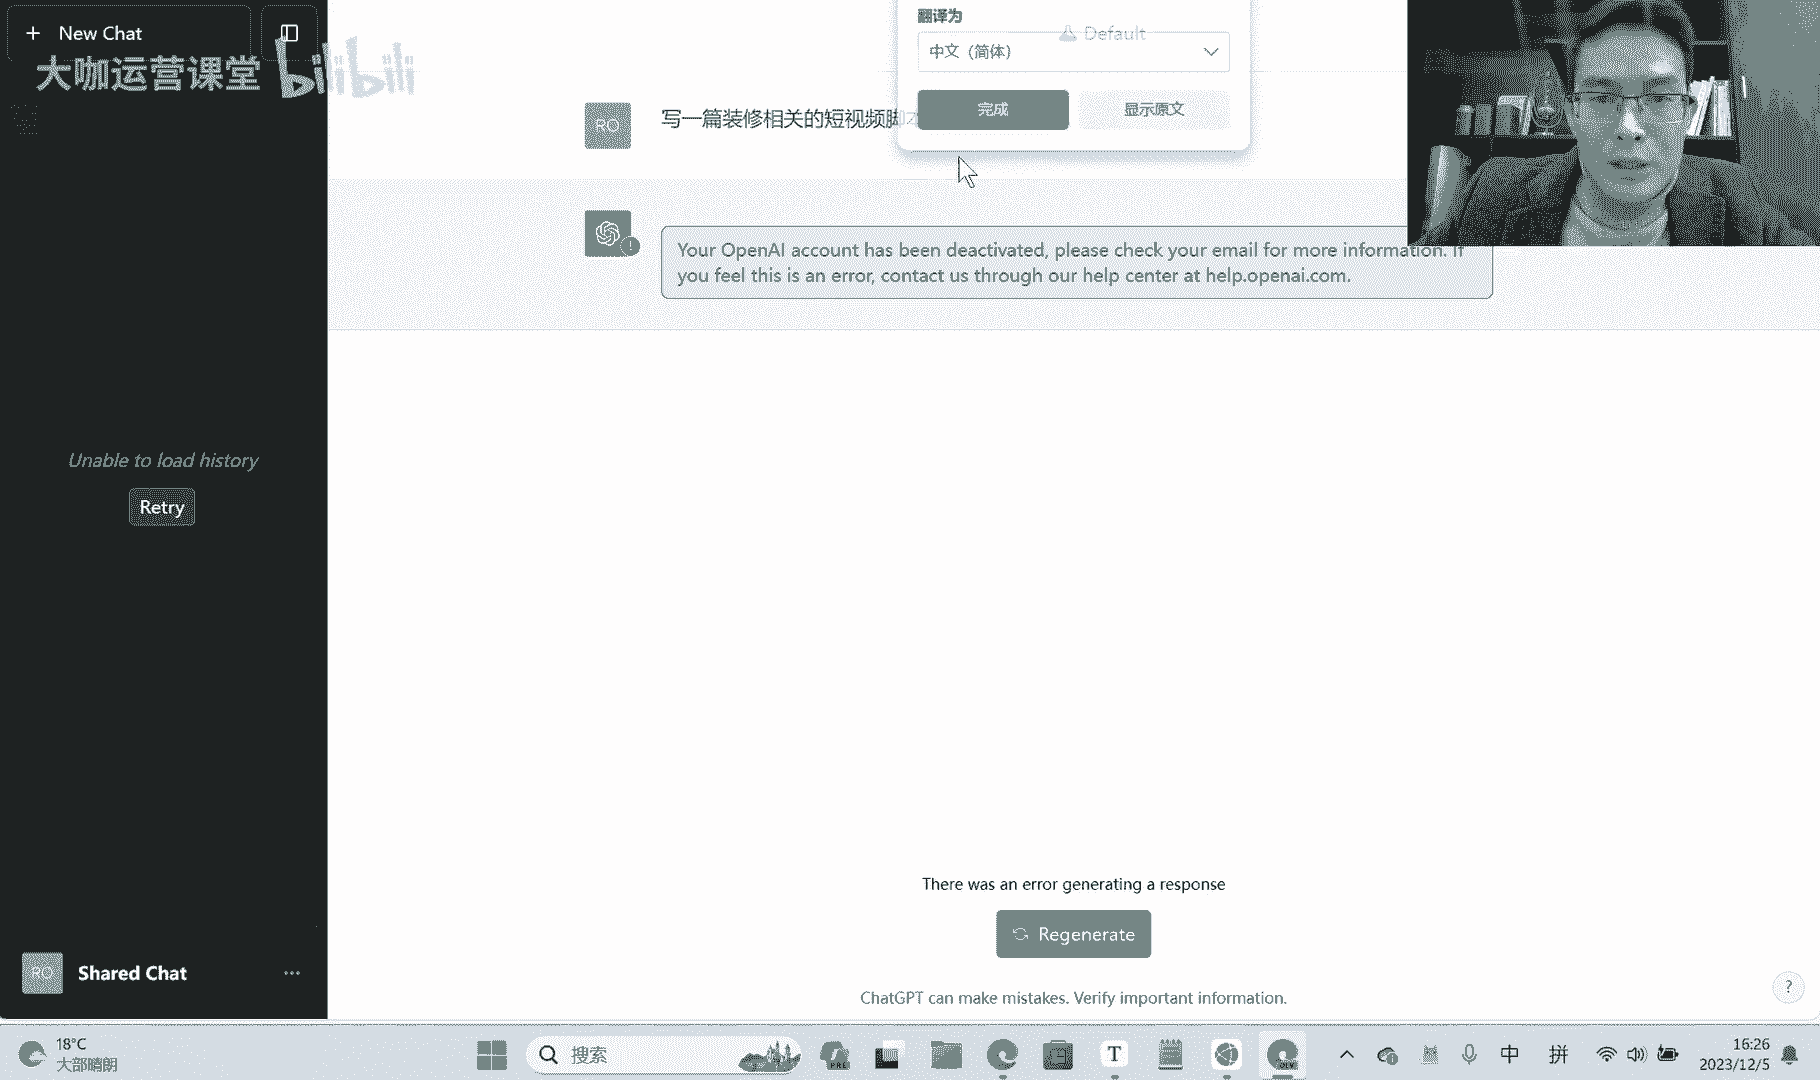 New Chat
大咖运营课堂 bilibili
翻译为
Default
中文（简体）
完成
显示原文
RO
写一篇装修相关的短视频脚本
Your OpenAI account has been deactivated, please check your email for more information. If
you feel this is an error, contact us through our help center at help.openai.com.
Unable to load history
Retry
There was an error generating a response
Regenerate
RO
Shared Chat
ChatGPT can make mistakes. Verify important information.
?
18°C
大部晴朗
搜索
PRE
T
DEV
中
拼
16:26
2023/12/5